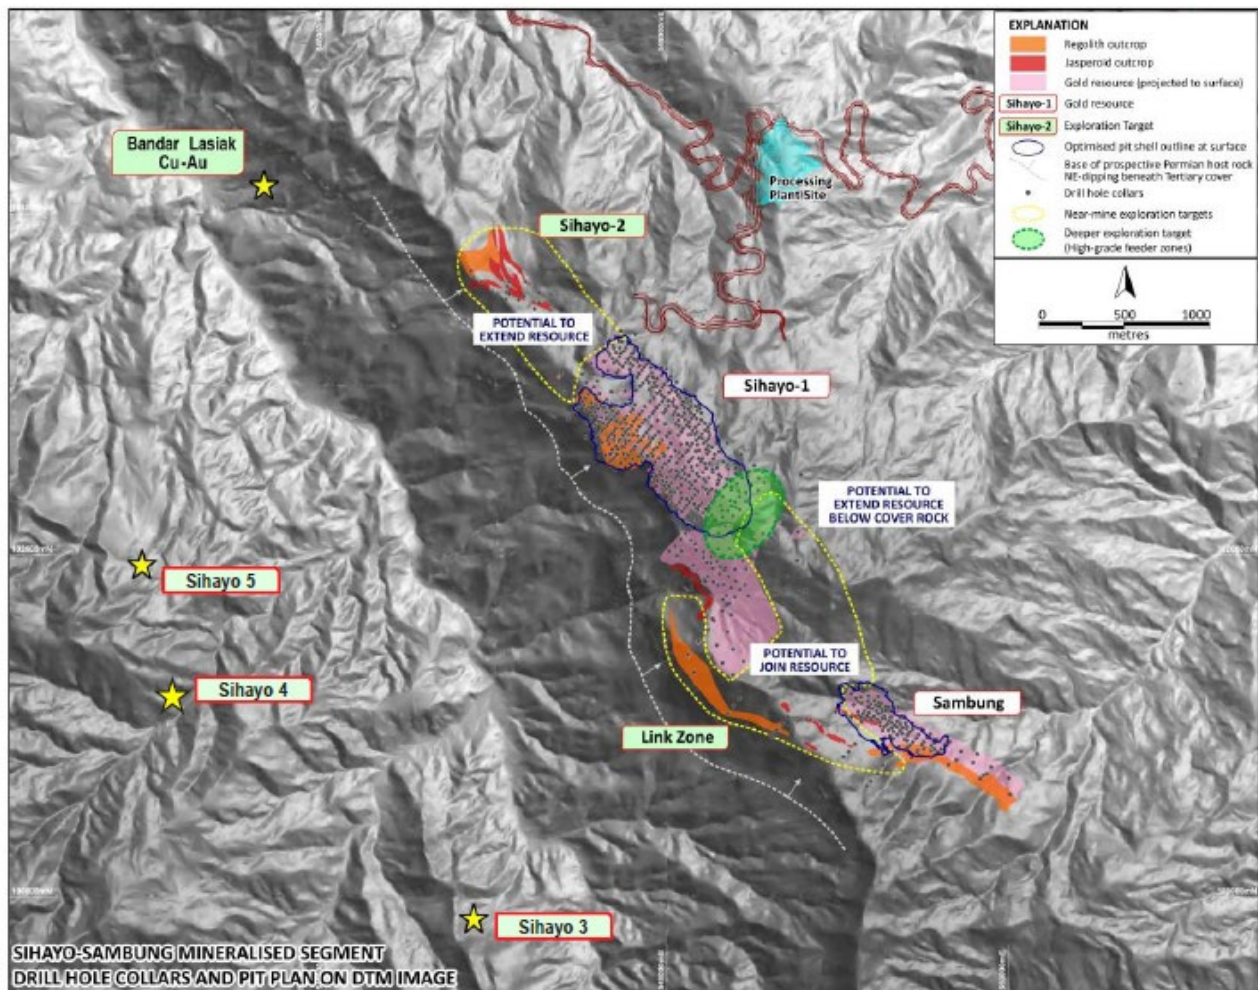 EXPLANATION
Regolith outcrop
Jasperoid outcrop
Gold resource (projected to surface)
Sihayo-1 Gold resource
Sihayo-2 Exploration Target
Optimised pit shell outline at surface
Base of prospective Permian host rock
NE-dipping beneath Tertiary cover
Drill hole collars
Near-mine exploration targets
Deeper exploration target
(High-grade feeder zones)
0 500 1000
metres
Bandar Lasiak
Cu-Au
Processing
Plant Site
Sihayo-2
POTENTIAL TO
EXTEND RESOURCE
Sihayo-1
POTENTIAL TO
EXTEND RESOURCE
BELOW COVER ROCK
Sihayo 5
POTENTIAL TO
JOIN RESOURCE
Sihayo 4
Sambung
Link Zone
Sihayo 3
SIHAYO-SAMBUNG MINERALISED SEGMENT
DRILL HOLE COLLARS AND PIT PLAN ON DTM IMAGE